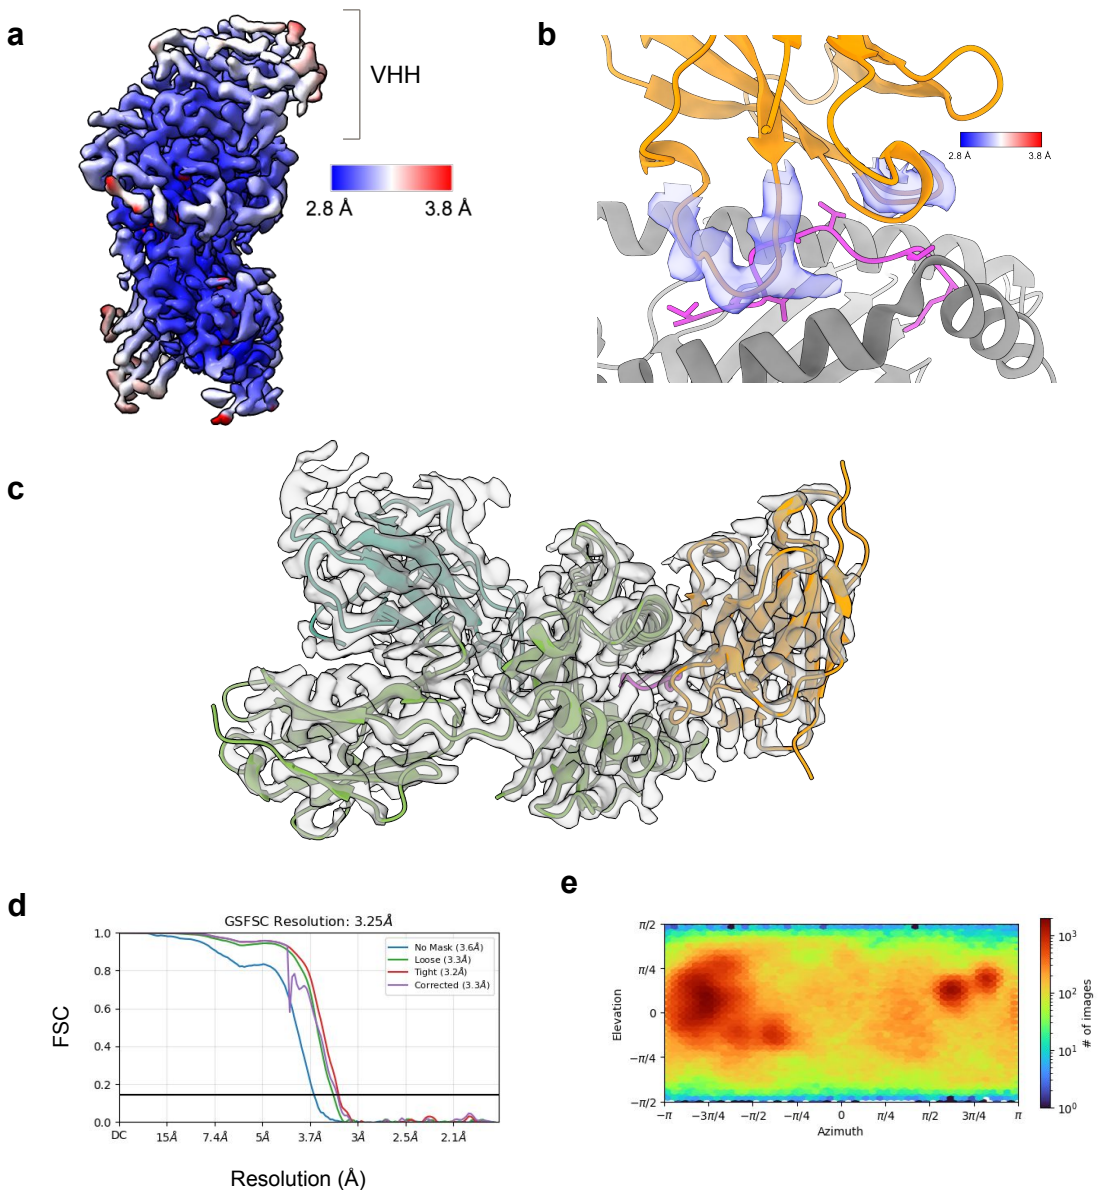 a
VHH
2.8 Å
3.8 Å
b
2.8 Å
3.8 Å
c
d
GSFSC Resolution: 3.25Å
No Mask (3.6Å)
Loose (3.3Å)
Tight (3.2Å)
Corrected (3.3Å)
FSC
1.0
0.8
0.6
0.4
0.2
0.0
DC
15Å
7.4Å
5Å
3.7Å
3Å
2.5Å
2.1Å
Resolution (Å)
e
Elevation
π/2
π/4
0
−π/4
−π/2
−π
−3π/4
−π/2
−π/4
0
π/4
π/2
3π/4
π
Azimuth
10³
10²
10¹
10⁰
# of images